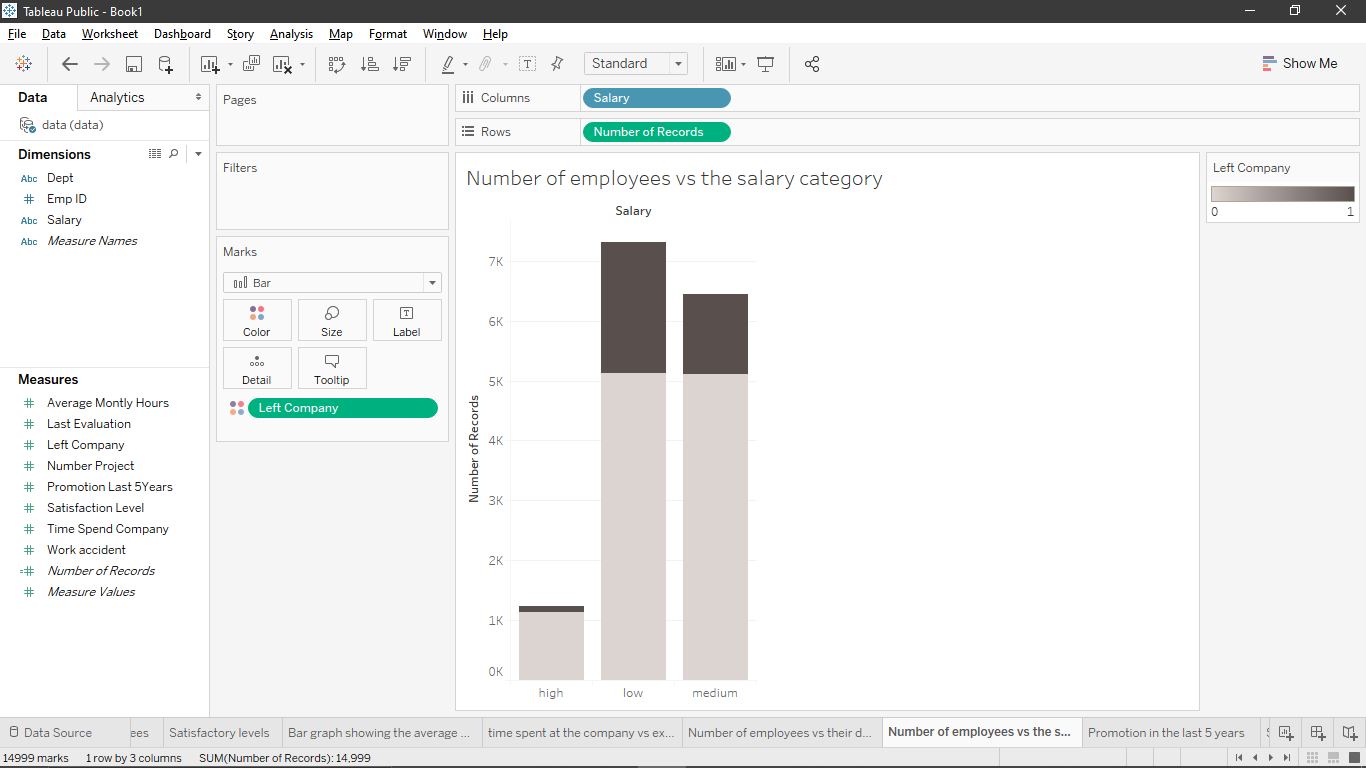 Tableau Public - Book1
File Data Worksheet Dashboard Story Analysis Map Format Window Help
Standard
Show Me
Data Analytics
data (data)
Dimensions
Abc Dept
# Emp ID
Abc Salary
Abc Measure Names
Measures
# Average Montly Hours
# Last Evaluation
# Left Company
# Number Project
# Promotion Last 5Years
# Satisfaction Level
# Time Spend Company
# Work accident
=# Number of Records
# Measure Values
Pages
Filters
Marks
Bar
Color Size Label
Detail Tooltip
Left Company
Columns Salary
Rows Number of Records
Number of employees vs the salary category
Salary
7K
6K
5K
4K
3K
2K
1K
0K
Number of Records
high low medium
Left Company
0 1
Data Source ees Satisfactory levels Bar graph showing the average ... time spent at the company vs ex... Number of employees vs their d... Number of employees vs the s... Promotion in the last 5 years
14999 marks 1 row by 3 columns SUM(Number of Records): 14,999